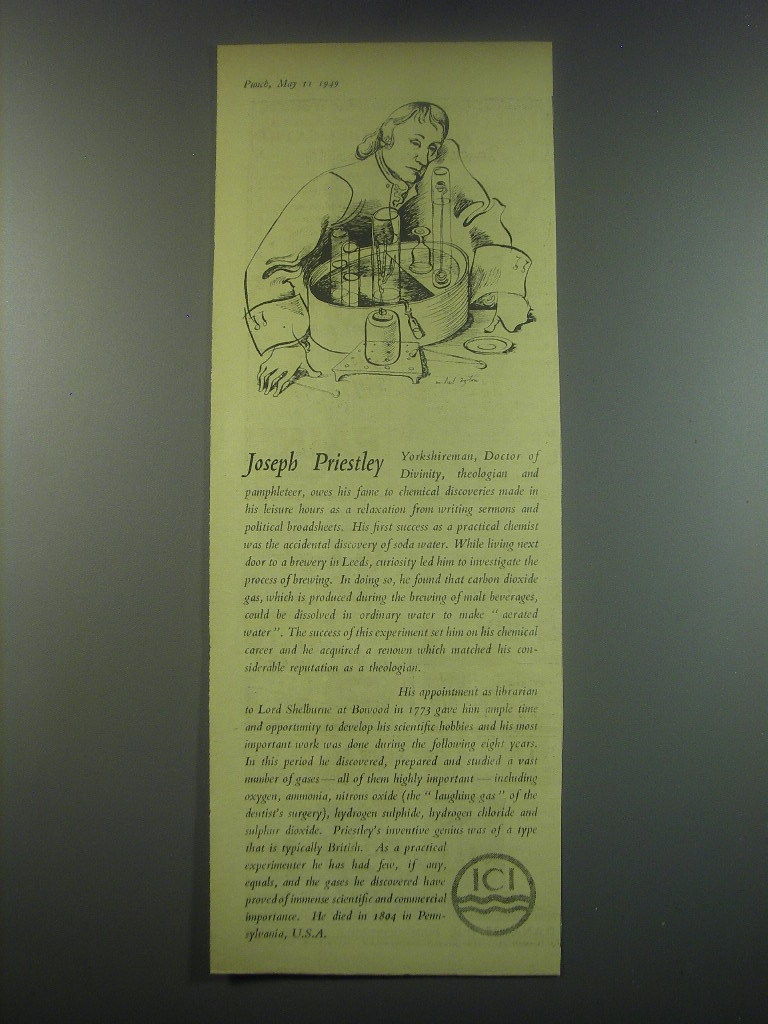 Punch, May 11 1949
Joseph Priestley Yorkshireman, Doctor of
Divinity, theologian and
pamphleteer, owes his fame to chemical discoveries made in
his leisure hours as a relaxation from writing sermons and
political broadsheets. His first success as a practical chemist
was the accidental discovery of soda water. While living next
door to a brewery in Leeds, curiosity led him to investigate the
process of brewing. In doing so, he found that carbon dioxide
gas, which is produced during the brewing of malt beverages,
could be dissolved in ordinary water to make “aerated
water”. The success of this experiment set him on his chemical
career and he acquired a renown which matched his con-
siderable reputation as a theologian.
His appointment as librarian
to Lord Shelburne at Bowood in 1773 gave him ample time
and opportunity to develop his scientific hobbies and his most
important work was done during the following eight years.
In this period he discovered, prepared and studied a vast
number of gases—all of them highly important—including
oxygen, ammonia, nitrous oxide (the “laughing gas” of the
dentist's surgery), hydrogen sulphide, hydrogen chloride and
sulphur dioxide. Priestley's inventive genius was of a type
that is typically British. As a practical
experimenter he has had few, if any,
equals, and the gases he discovered have
proved of immense scientific and commercial
importance. He died in 1804 in Penn-
sylvania, U.S.A.
ICI